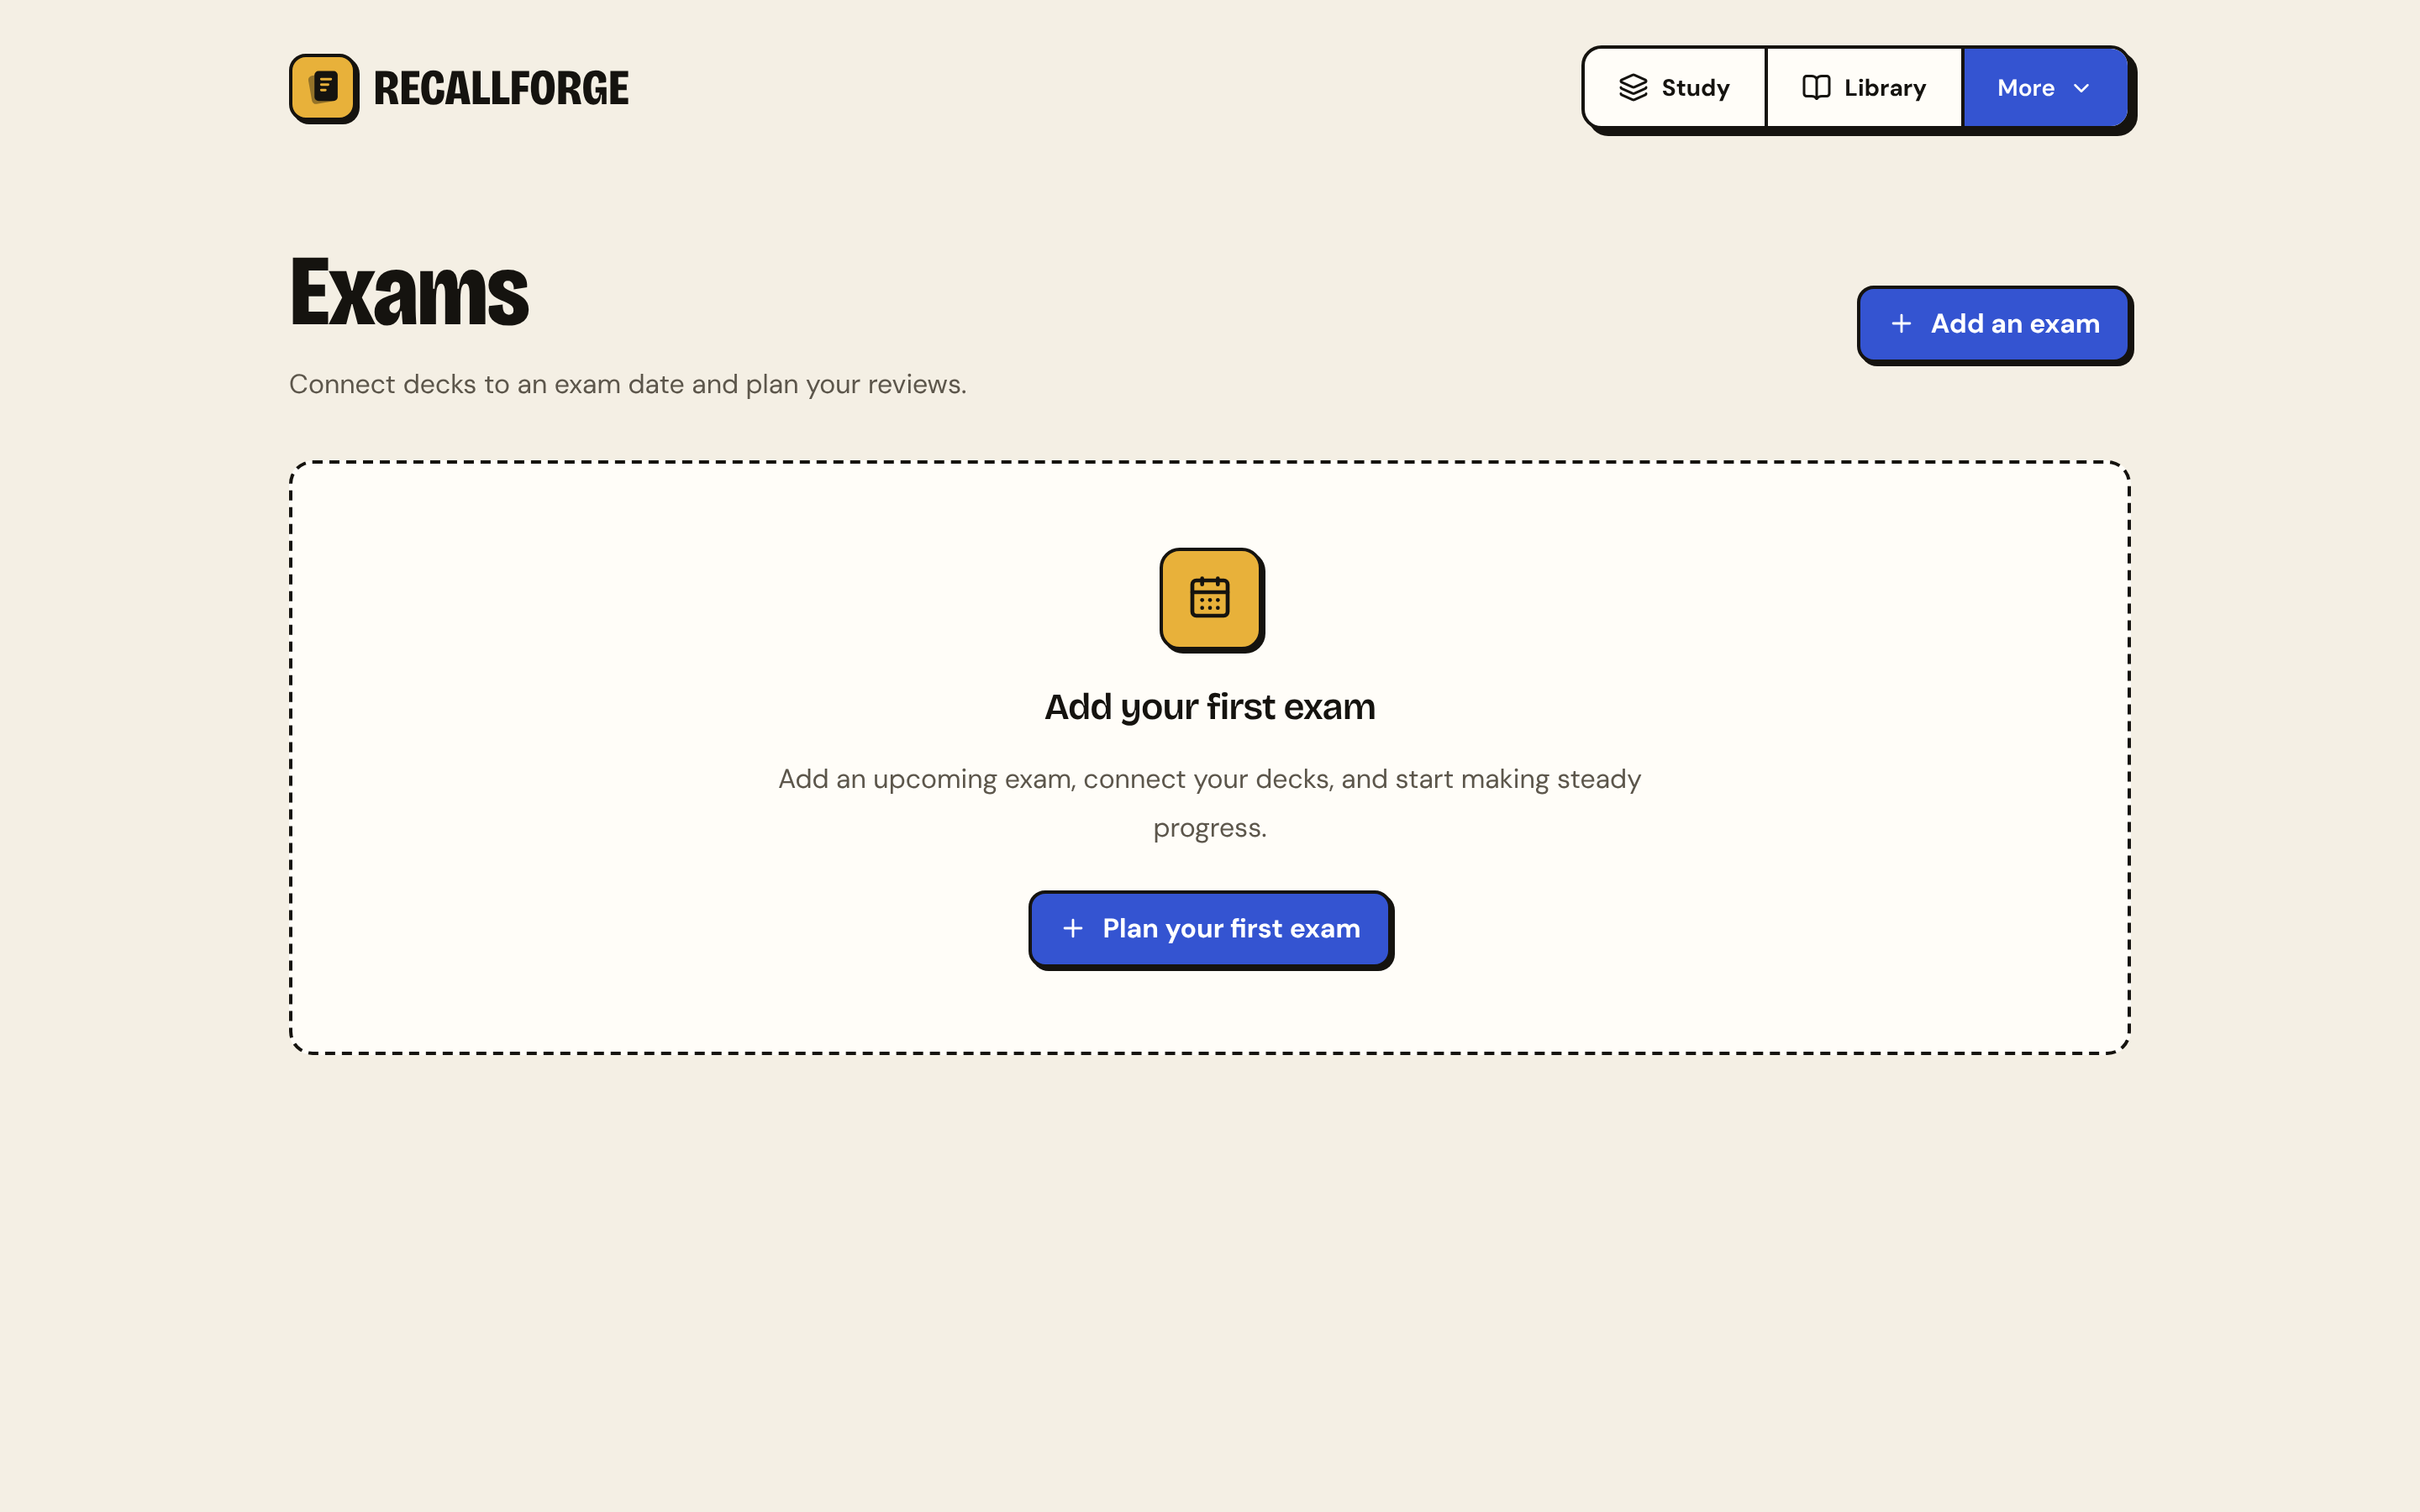 RECALLFORGE
Study
Library
More
Exams
Add an exam
Connect decks to an exam date and plan your reviews.
Add your first exam
Add an upcoming exam, connect your decks, and start making steady
progress.
Plan your first exam